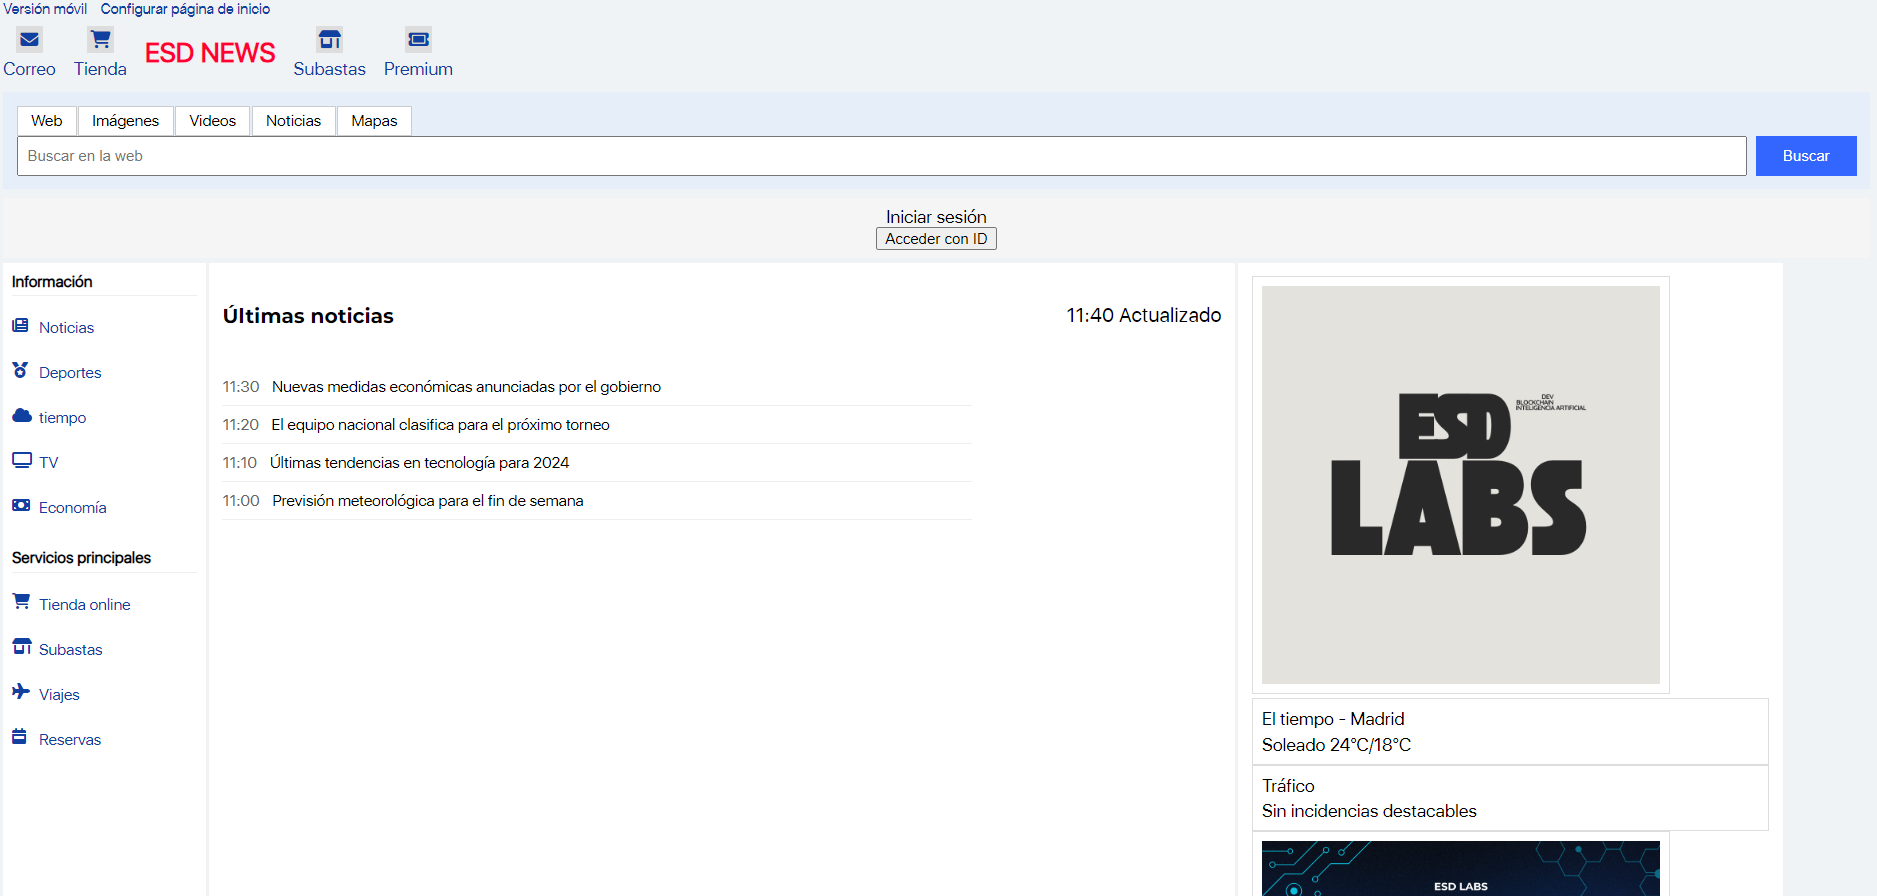 Versión móvil Configurar página de inicio
Correo Tienda ESD NEWS Subastas Premium
Web Imágenes Videos Noticias Mapas
Buscar en la web Buscar
Iniciar sesión
Acceder con ID
Información
Noticias
Deportes
tiempo
TV
Economía
Servicios principales
Tienda online
Subastas
Viajes
Reservas
Últimas noticias 11:40 Actualizado
11:30 Nuevas medidas económicas anunciadas por el gobierno
11:20 El equipo nacional clasifica para el próximo torneo
11:10 Últimas tendencias en tecnología para 2024
11:00 Previsión meteorológica para el fin de semana
ESD
DEV
BLOCKCHAIN
INTELIGENCIA ARTIFICIAL
LABS
El tiempo - Madrid
Soleado 24°C/18°C
Tráfico
Sin incidencias destacables
ESD LABS